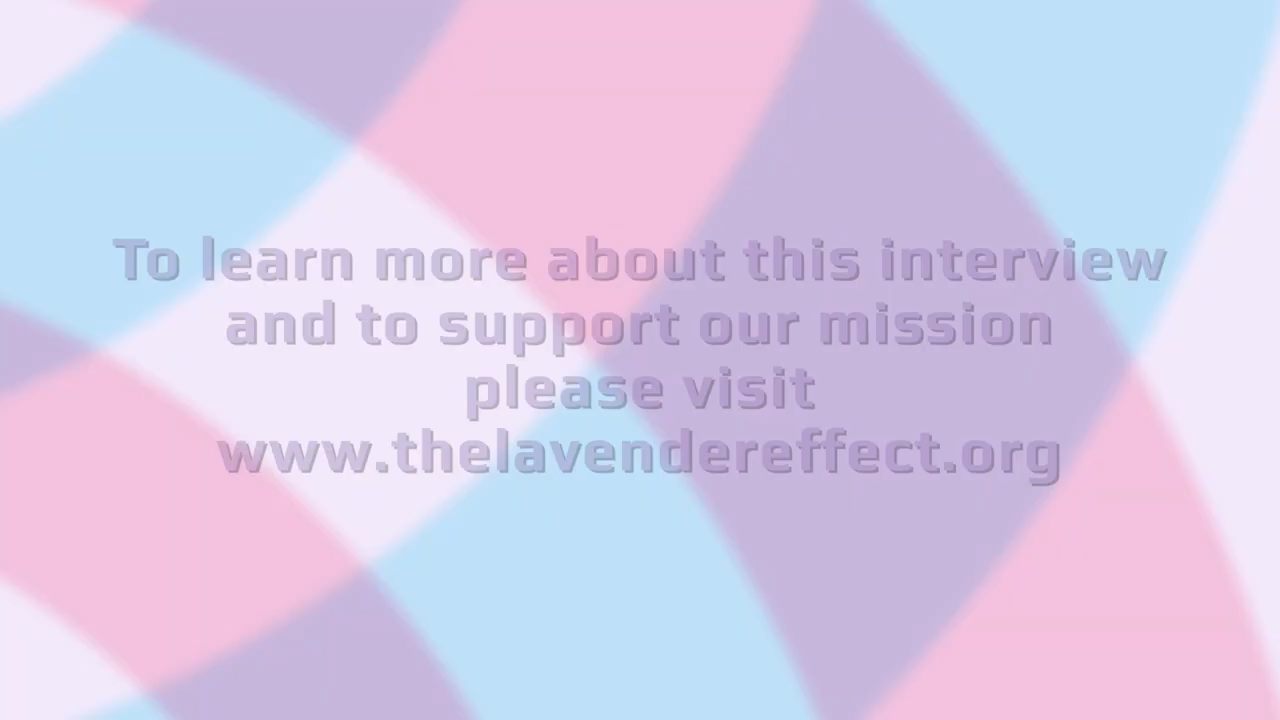 To learn more about this interview
and to support our mission
please visit
www.thelavendereffect.org